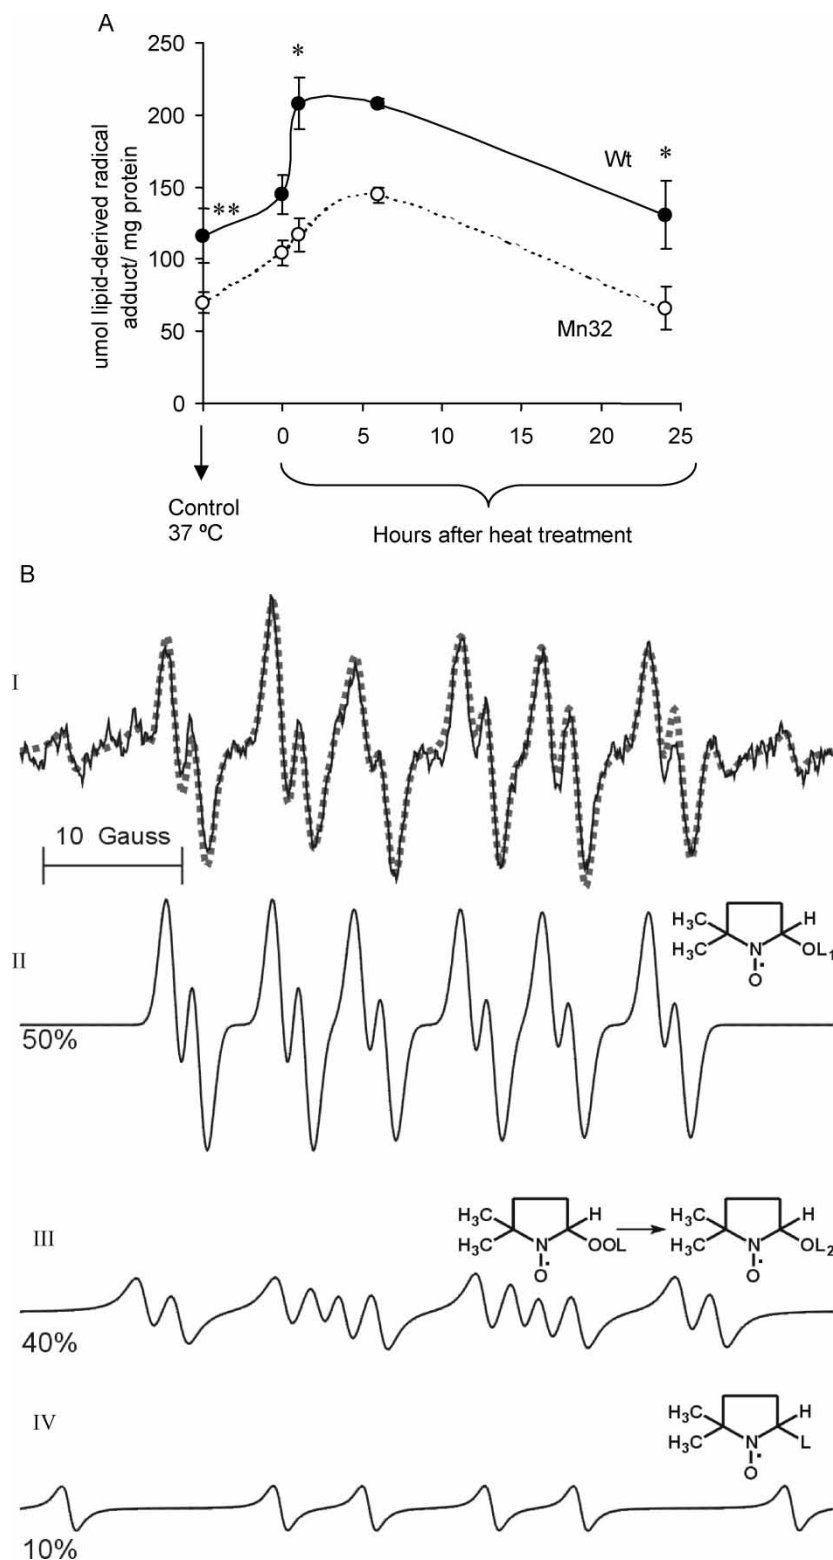 A
umol lipid-derived radical
adduct/ mg protein
250
200
150
100
50
0
*
**
Wt
*
Mn32
0 5 10 15 20 25
Control
37 ºC
Hours after heat treatment
B
I
10 Gauss
II
H₃C
H₃C
N
O
H
OL₁
50%
III
H₃C
H₃C
N
O
H
OOL
H₃C
H₃C
N
O
H
OL₂
40%
IV
H₃C
H₃C
N
O
H
L
10%